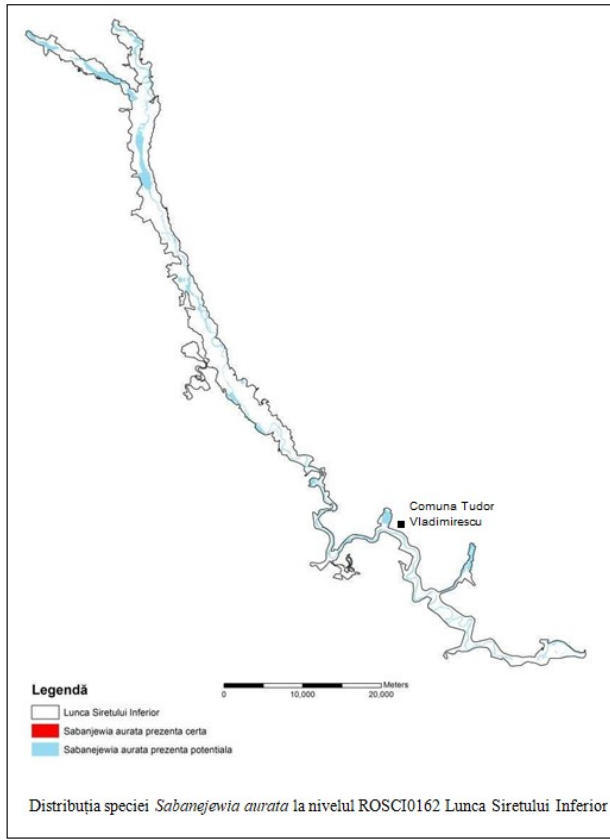 Comuna Tudor
Vladimirescu
Legendă
Meters
0 10,000 20,000
Lunca Siretului Inferior
Sabanjewia aurata prezenta certa
Sabanejewia aurata prezenta potentiala
Distribuția speciei Sabanejewia aurata la nivelul ROSCI0162 Lunca Siretului Inferior